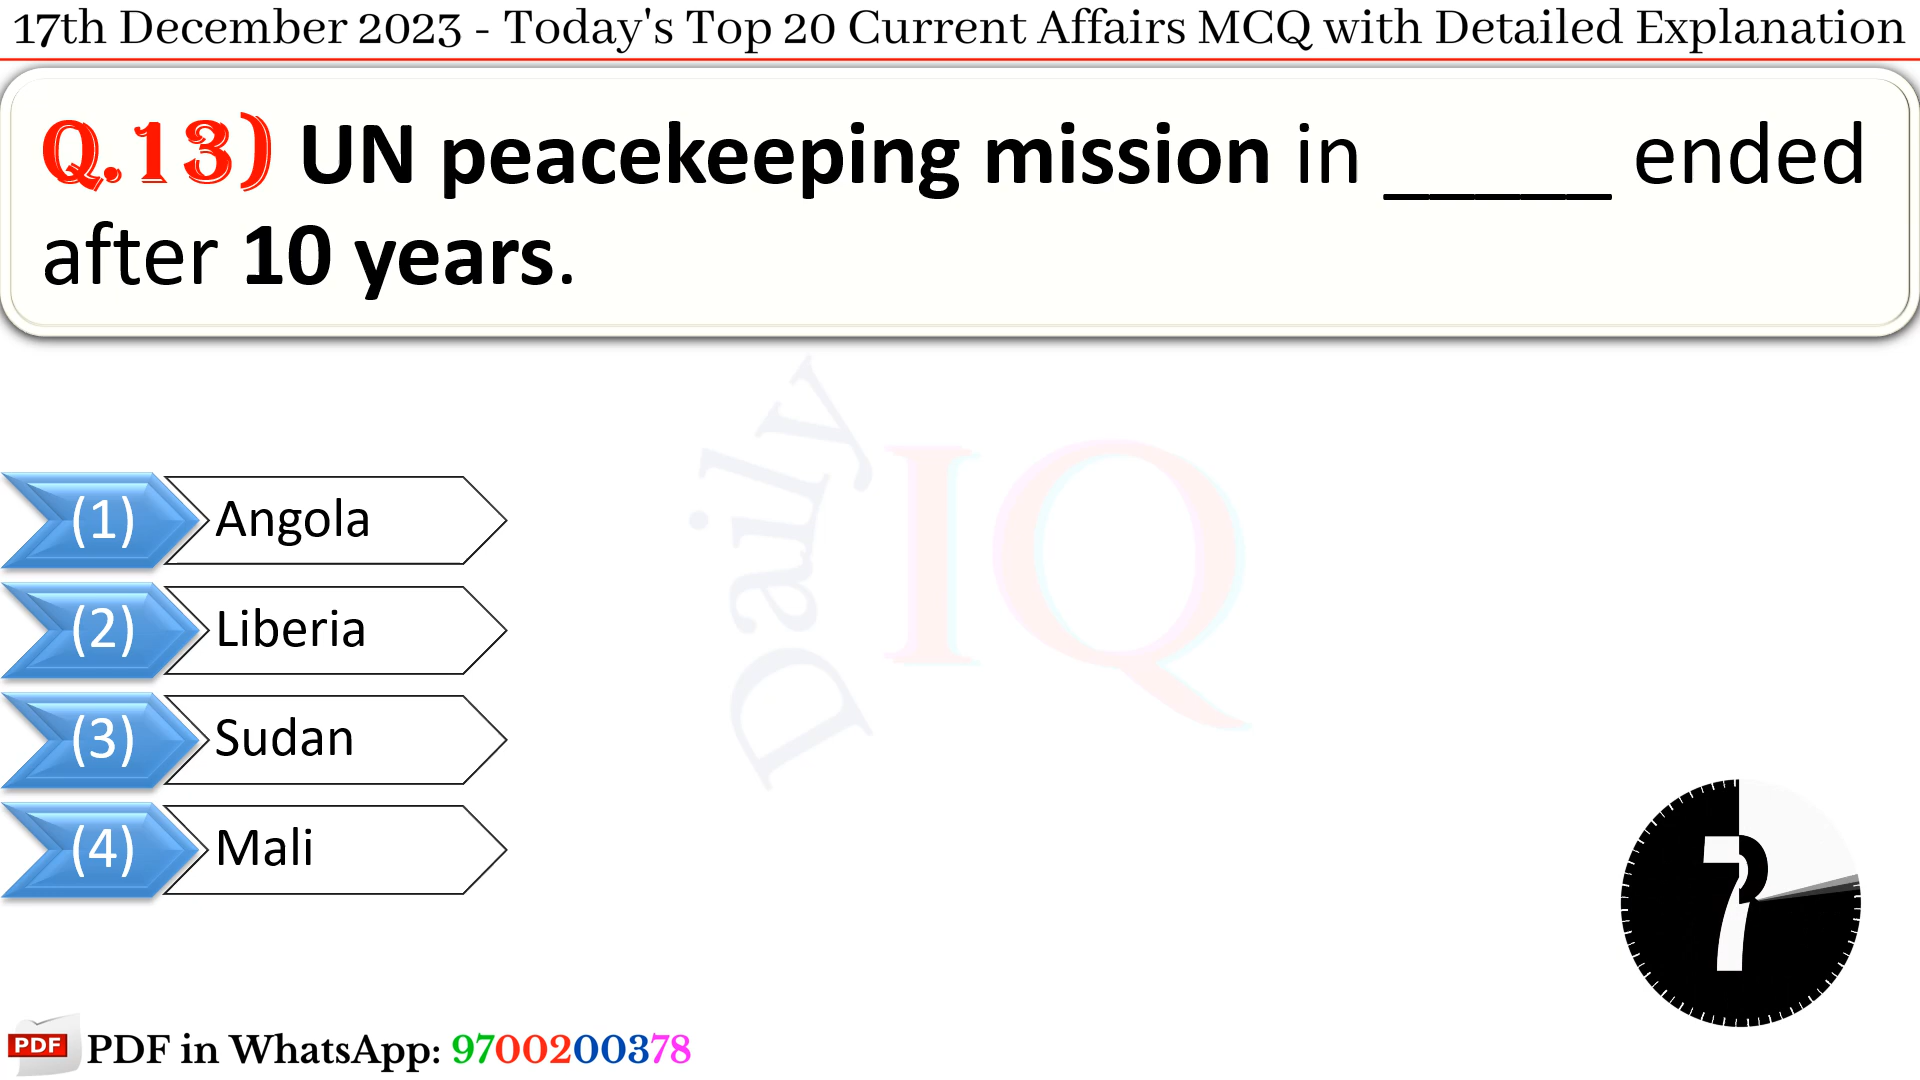 17th December 2023 - Today's Top 20 Current Affairs MCQ with Detailed Explanation
Q.13) UN peacekeeping mission in _____ ended
after 10 years.
Daily
IQ
(1) Angola
(2) Liberia
(3) Sudan
(4) Mali
7
PDF PDF in WhatsApp: 9700200378